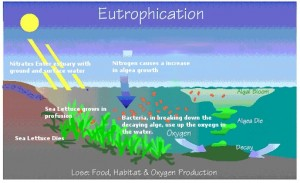 Eutrophication
Nitrates Enter estuary with
ground and surface water
Nitrogen causes a increase
in algea growth
Algal Bloom
Sea Lettuce grows in
profusion
Bacteria, in breaking down the
decaying algae, use up the oxygen in
the water.
Algea Die
Oxygen
Sea Lettuce Dies
Decay
Lose: Food, Habitat & Oxygen Production